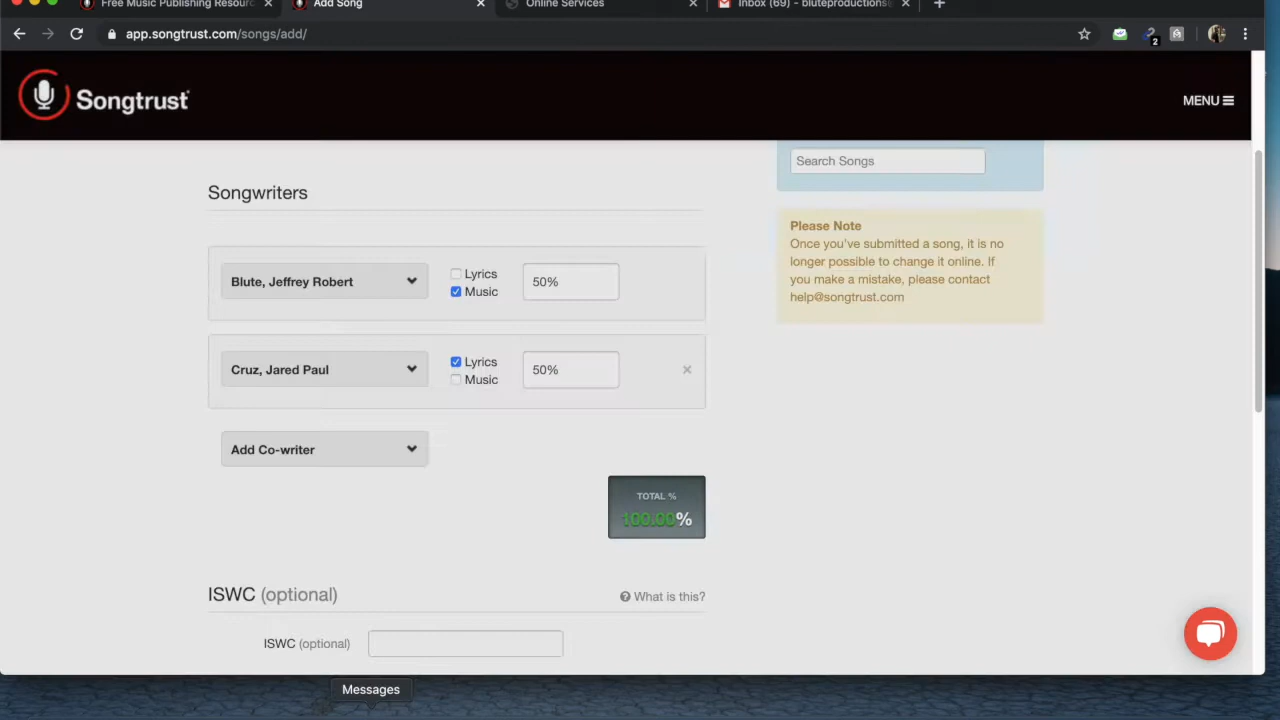 Free Music Publishing Resour
Add Song
Online Services
Inbox (69) - bluteproductions
app.songtrust.com/songs/add/
2
Songtrust
MENU
Search Songs
Songwriters
Please Note
Once you've submitted a song, it is no
longer possible to change it online. If
you make a mistake, please contact
help@songtrust.com
Blute, Jeffrey Robert
Lyrics
Music
50%
Cruz, Jared Paul
Lyrics
Music
50%
Add Co-writer
TOTAL %
100.00%
ISWC (optional)
What is this?
ISWC (optional)
Messages